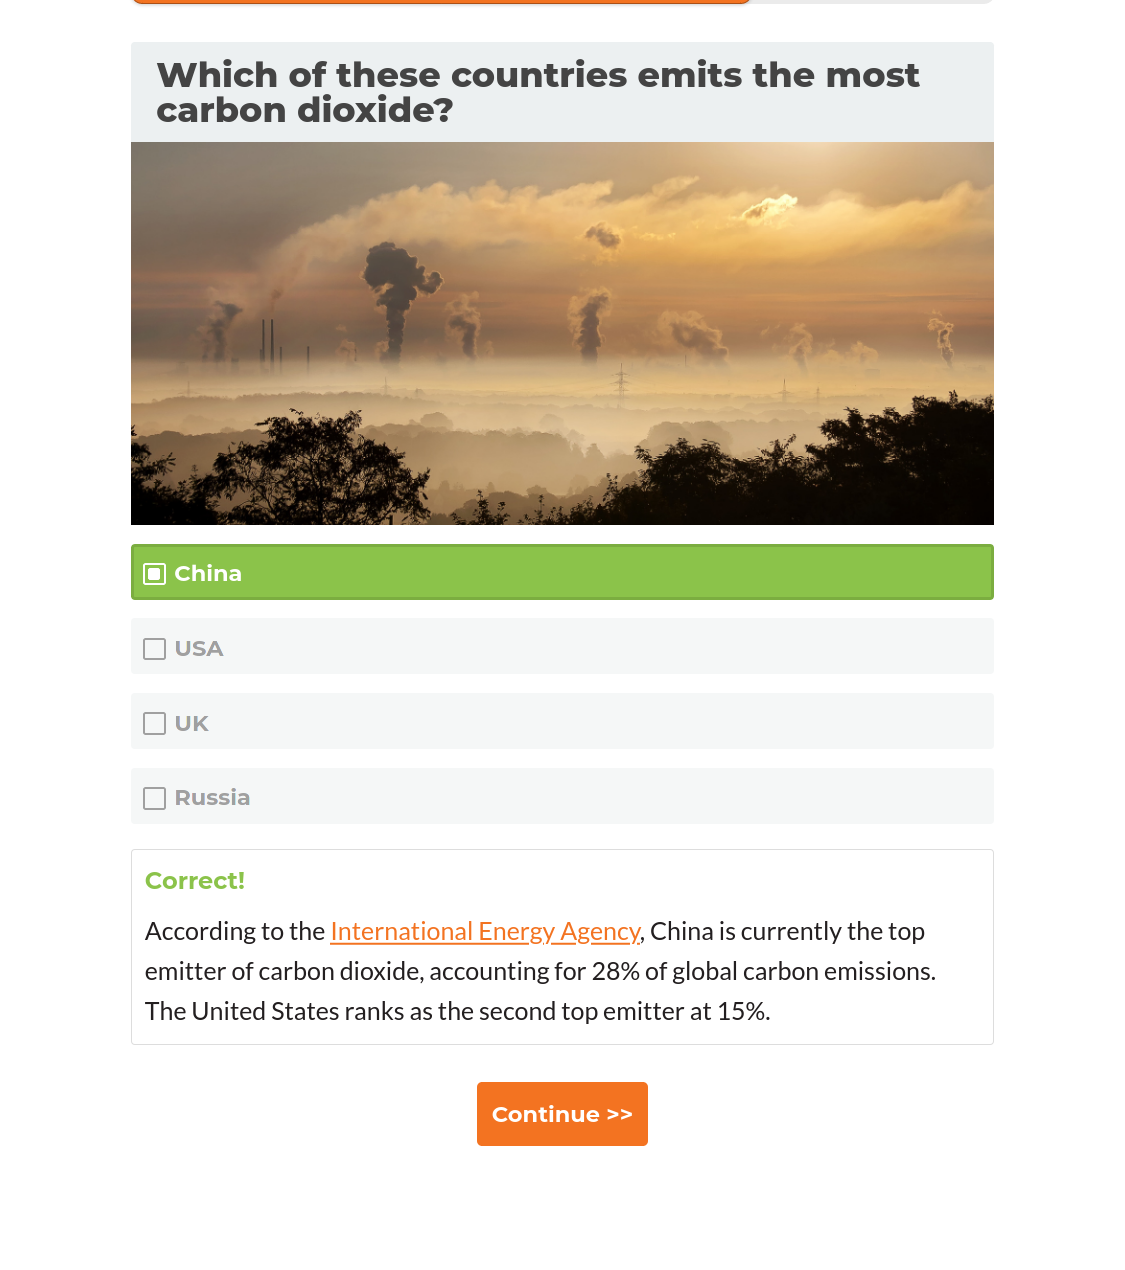 Which of these countries emits the most
carbon dioxide?
China
USA
UK
Russia
Correct!
According to the International Energy Agency, China is currently the top
emitter of carbon dioxide, accounting for 28% of global carbon emissions.
The United States ranks as the second top emitter at 15%.
Continue >>